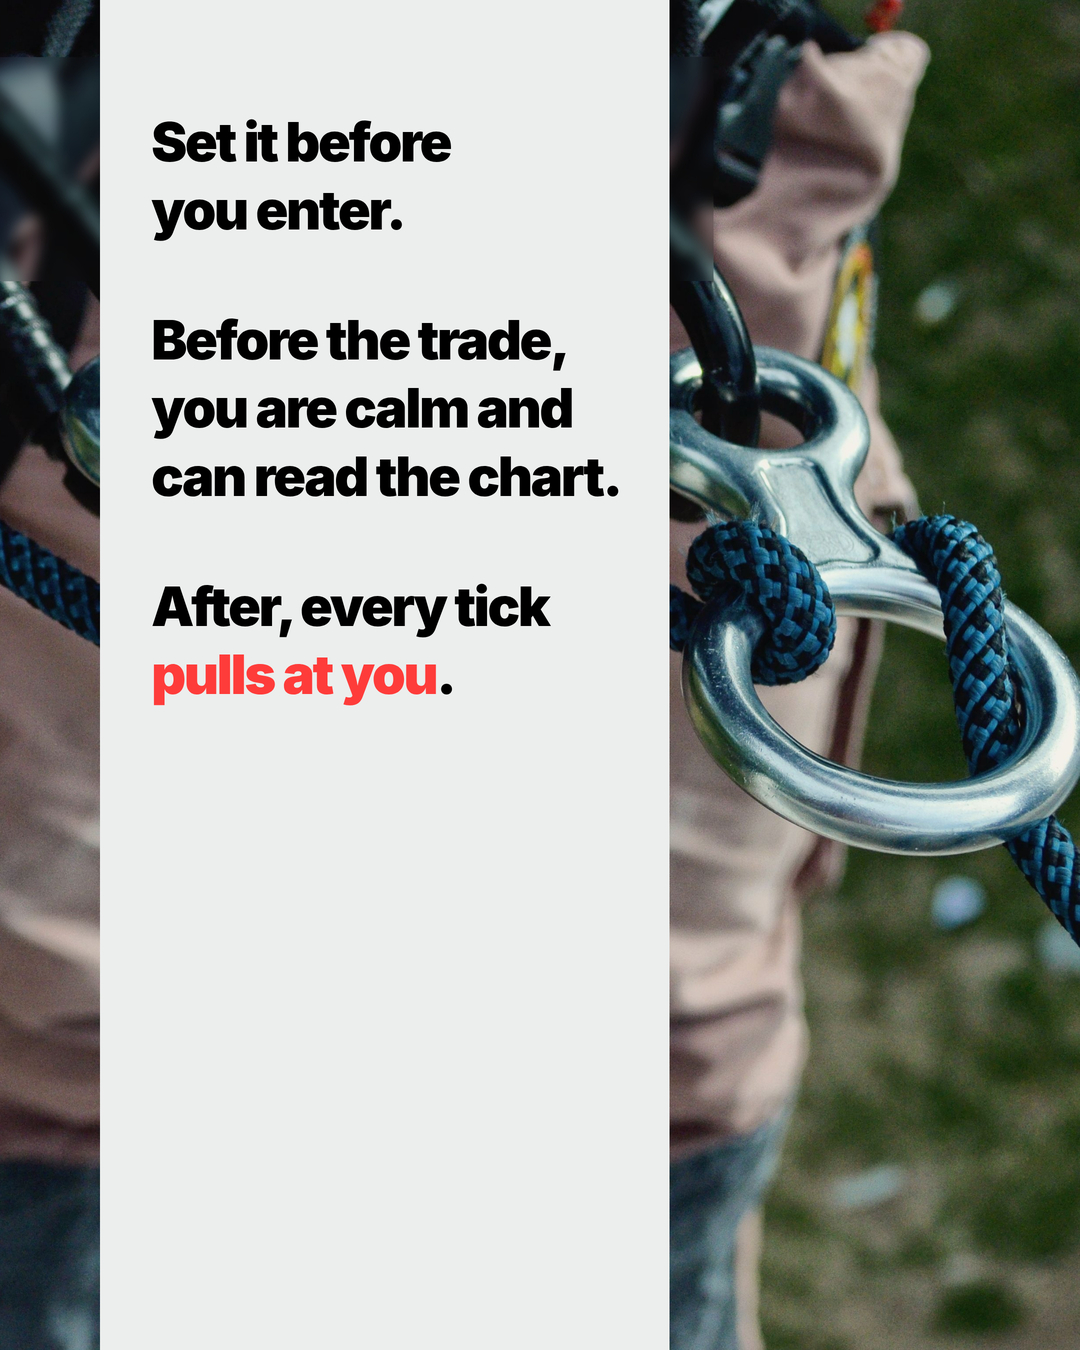 Set it before
you enter.
Before the trade,
you are calm and
can read the chart.
After, every tick
pulls at you.